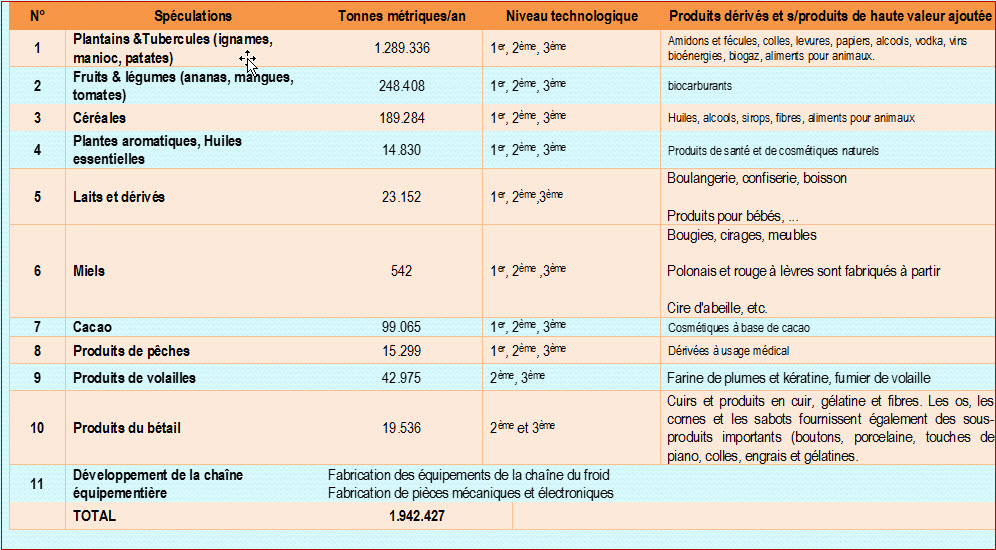 N° Spéculations Tonnes métriques/an Niveau technologique Produits dérivés et s/produits de haute valeur ajoutée
1 Plantains &Tubercules (ignames, manioc, patates) 1.289.336 1er, 2ème, 3ème Amidons et fécules, colles, levures, papiers, alcools, vodka, vins bioénergies, biogaz, aliments pour animaux.
2 Fruits & légumes (ananas, mangues, tomates) 248.408 1er, 2ème, 3ème biocarburants
3 Céréales 189.284 1er, 2ème, 3ème Huiles, alcools, sirops, fibres, aliments pour animaux
4 Plantes aromatiques, Huiles essentielles 14.830 1er, 2ème, 3ème Produits de santé et de cosmétiques naturels
5 Laits et dérivés 23.152 1er, 2ème,3ème Boulangerie, confiserie, boisson
Produits pour bébés, ...
6 Miels 542 1er, 2ème ,3ème Bougies, cirages, meubles
Polonais et rouge à lèvres sont fabriqués à partir
Cire d'abeille, etc.
7 Cacao 99.065 1er, 2ème, 3ème Cosmétiques à base de cacao
8 Produits de pêches 15.299 1er, 2ème, 3ème Dérivées à usage médical
9 Produits de volailles 42.975 2ème, 3ème Farine de plumes et kératine, fumier de volaille
10 Produits du bétail 19.536 2ème et 3ème Cuirs et produits en cuir, gélatine et fibres. Les os, les
cornes et les sabots fournissent également des sous-
produits importants (boutons, porcelaine, touches de
piano, colles, engrais et gélatines.
11 Développement de la chaîne équipementière Fabrication des équipements de la chaîne du froid
Fabrication de pièces mécaniques et électroniques
TOTAL 1.942.427